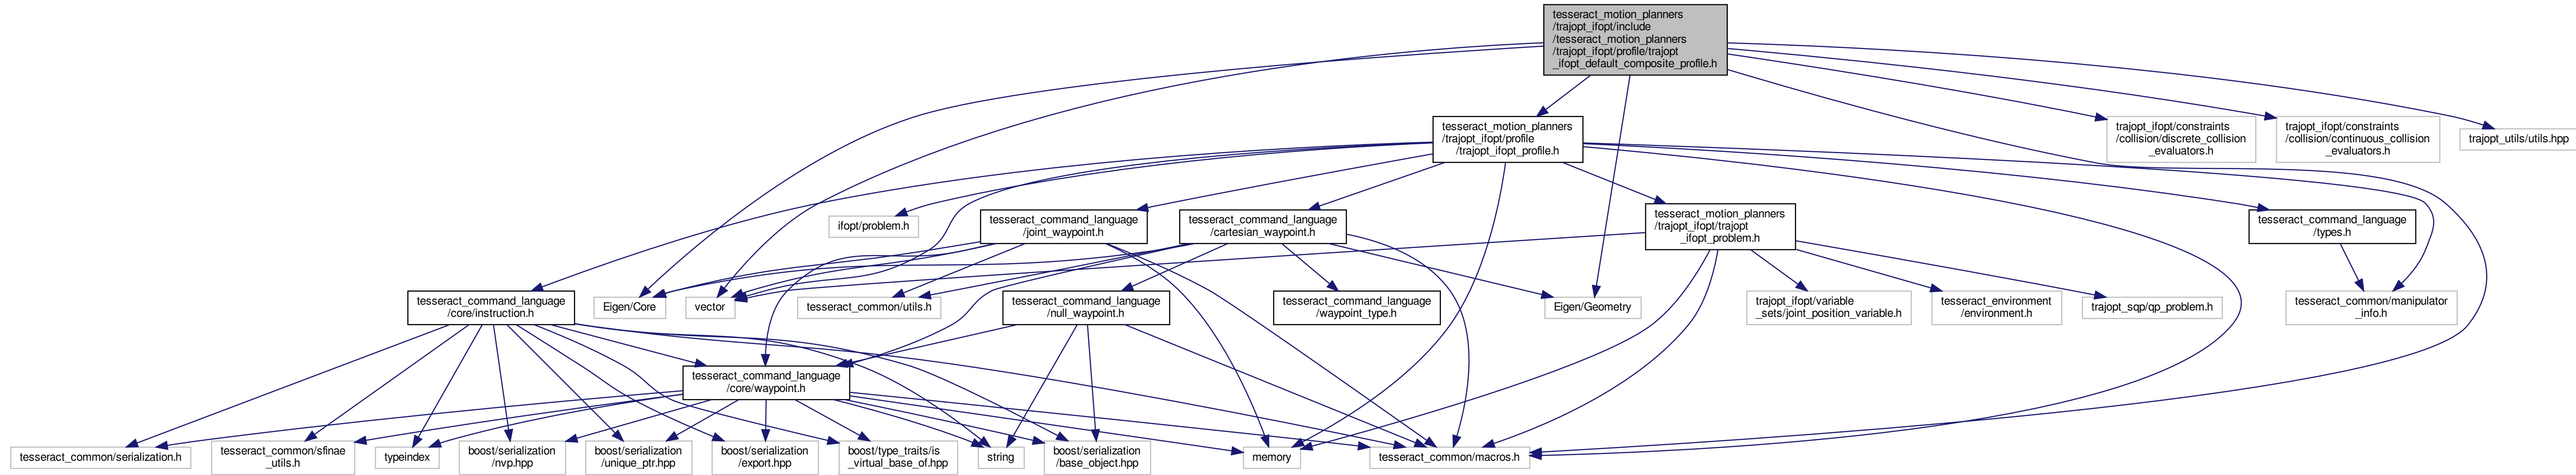 tesseract_motion_planners
/trajopt_ifopt/include
/tesseract_motion_planners
/trajopt_ifopt/profile/trajopt
_ifopt_default_composite_profile.h
tesseract_motion_planners
/trajopt_ifopt/profile
/trajopt_ifopt_profile.h
trajopt_ifopt/constraints
/collision/discrete_collision
_evaluators.h
trajopt_ifopt/constraints
/collision/continuous_collision
_evaluators.h
trajopt_utils/utils.hpp
ifopt/problem.h
tesseract_command_language
/joint_waypoint.h
tesseract_command_language
/cartesian_waypoint.h
tesseract_motion_planners
/trajopt_ifopt/trajopt
_ifopt_problem.h
tesseract_command_language
/types.h
tesseract_command_language
/core/instruction.h
Eigen/Core
vector
tesseract_common/utils.h
tesseract_command_language
/null_waypoint.h
tesseract_command_language
/waypoint_type.h
Eigen/Geometry
trajopt_ifopt/variable
_sets/joint_position_variable.h
tesseract_environment
/environment.h
trajopt_sqp/qp_problem.h
tesseract_common/manipulator
_info.h
tesseract_command_language
/core/waypoint.h
tesseract_common/serialization.h
tesseract_common/sfinae
_utils.h
typeindex
boost/serialization
/nvp.hpp
boost/serialization
/unique_ptr.hpp
boost/serialization
/export.hpp
boost/type_traits/is
_virtual_base_of.hpp
string
boost/serialization
/base_object.hpp
memory
tesseract_common/macros.h